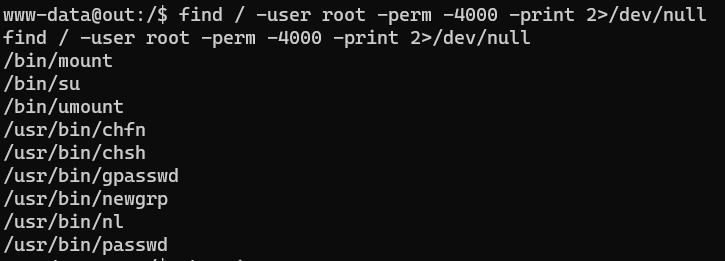 www-data@out:/$ find / -user root -perm -4000 -print 2>/dev/null
find / -user root -perm -4000 -print 2>/dev/null
/bin/mount
/bin/su
/bin/umount
/usr/bin/chfn
/usr/bin/chsh
/usr/bin/gpasswd
/usr/bin/newgrp
/usr/bin/nl
/usr/bin/passwd